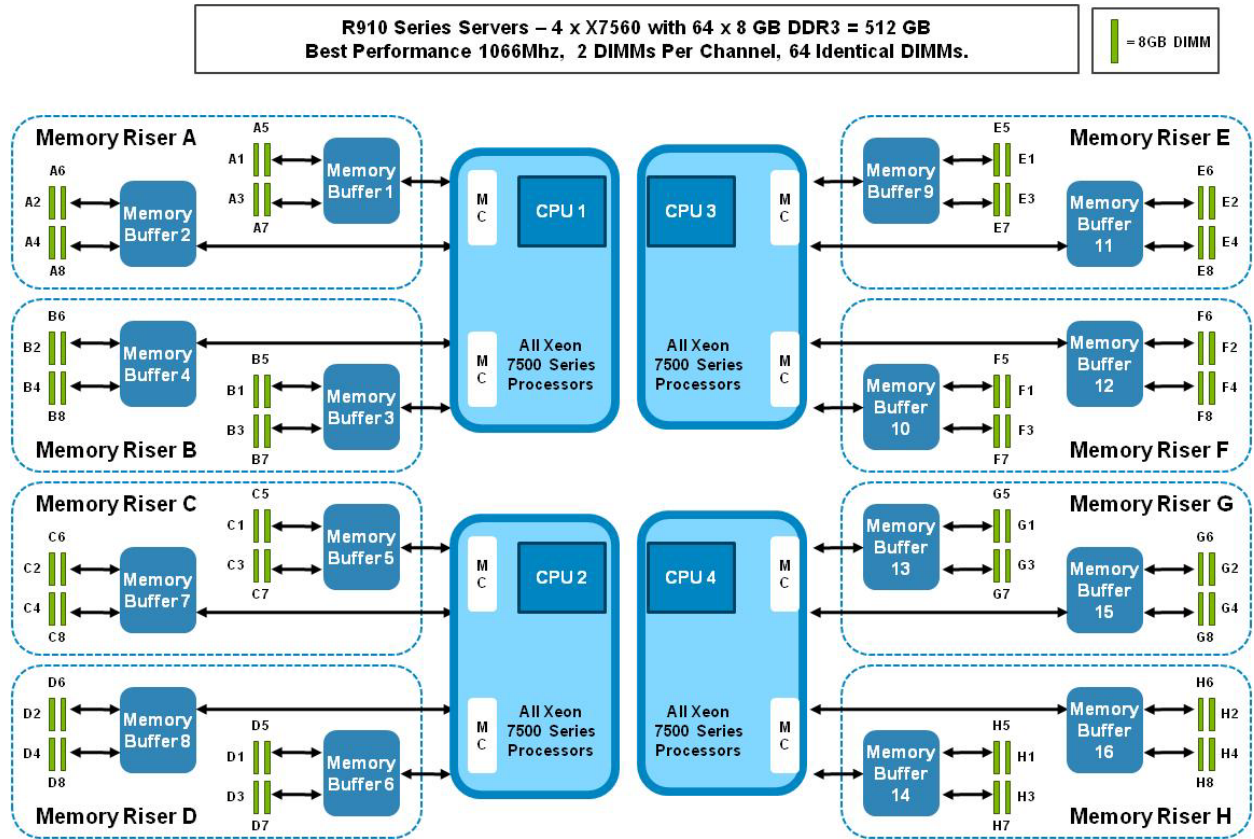 R910 Series Servers – 4 x X7560 with 64 x 8 GB DDR3 = 512 GB
Best Performance 1066Mhz, 2 DIMMs Per Channel, 64 Identical DIMMs.
= 8GB DIMM
Memory Riser A
A5
A1
A3
A7
Memory
Buffer 1
A6
A2
A4
A8
Memory
Buffer 2
B6
B2
B4
B8
Memory
Buffer 4
B5
B1
B3
B7
Memory
Buffer 3
Memory Riser B
M
C
CPU 1
M
C
All Xeon
7500 Series
Processors
CPU 3
M
C
All Xeon
7500 Series
Processors
M
C
Memory Riser E
Memory
Buffer 9
E5
E1
E3
E7
Memory
Buffer
11
E6
E2
E4
E8
Memory
Buffer
12
F6
F2
F4
F8
Memory
Buffer
10
F5
F1
F3
F7
Memory Riser F
Memory Riser C
C5
C1
C3
C7
Memory
Buffer 5
C6
C2
C4
C8
Memory
Buffer 7
D6
D2
D4
D8
Memory
Buffer 8
D5
D1
D3
D7
Memory
Buffer 6
Memory Riser D
M
C
CPU 2
M
C
All Xeon
7500 Series
Processors
CPU 4
M
C
All Xeon
7500 Series
Processors
M
C
Memory Riser G
Memory
Buffer
13
G5
G1
G3
G7
Memory
Buffer
15
G6
G2
G4
G8
Memory
Buffer
16
H6
H2
H4
H8
Memory
Buffer
14
H5
H1
H3
H7
Memory Riser H